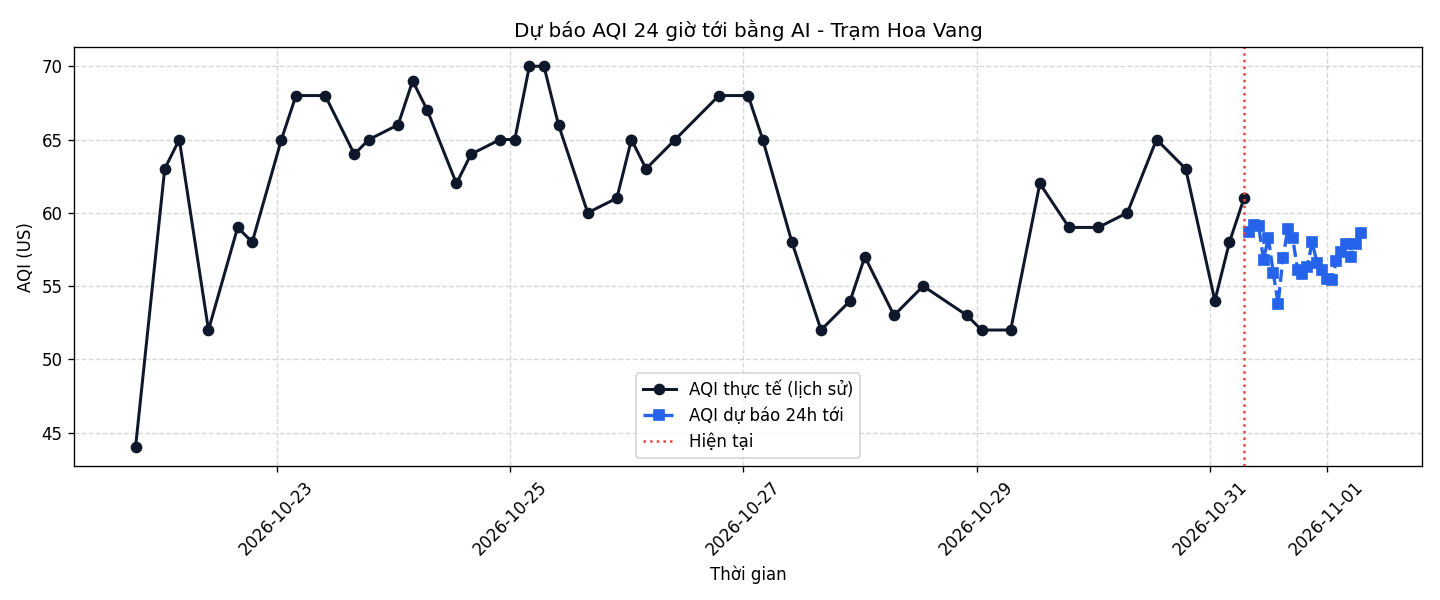 Dự báo AQI 24 giờ tới bằng AI - Trạm Hoa Vang
AQI (US)
70
65
60
55
50
45
AQI thực tế (lịch sử)
AQI dự báo 24h tới
Hiện tại
2026-10-23
2026-10-25
2026-10-27
2026-10-29
2026-10-31
2026-11-01
Thời gian